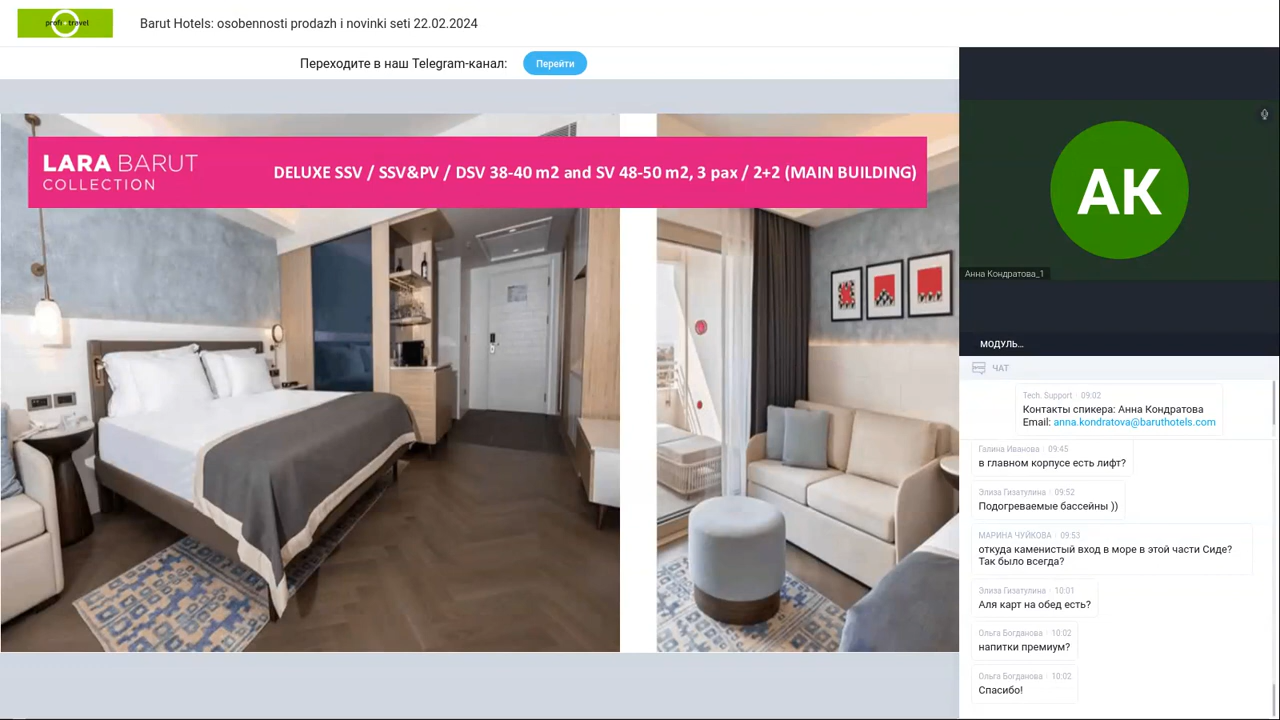 profi travel
Barut Hotels: osobennosti prodazh i novinki seti 22.02.2024
Переходите в наш Telegram-канал:
Перейти
LARA BARUT
COLLECTION
DELUXE SSV / SSV&PV / DSV 38-40 m2 and SV 48-50 m2, 3 pax / 2+2 (MAIN BUILDING)
АК
Анна Кондратова_1
МОДУЛЬ...
ЧАТ
Tech. Support · 09:02
Контакты спикера: Анна Кондратова
Email: anna.kondratova@baruthotels.com
Галина Иванова · 09:45
в главном корпусе есть лифт?
Элиза Гизатулина · 09:52
Подогреваемые бассейны ))
МАРИНА ЧУЙКОВА · 09:53
откуда каменистый вход в море в этой части Сиде?
Так было всегда?
Элиза Гизатулина · 10:01
Аля карт на обед есть?
Ольга Богданова · 10:02
напитки премиум?
Ольга Богданова · 10:02
Спасибо!